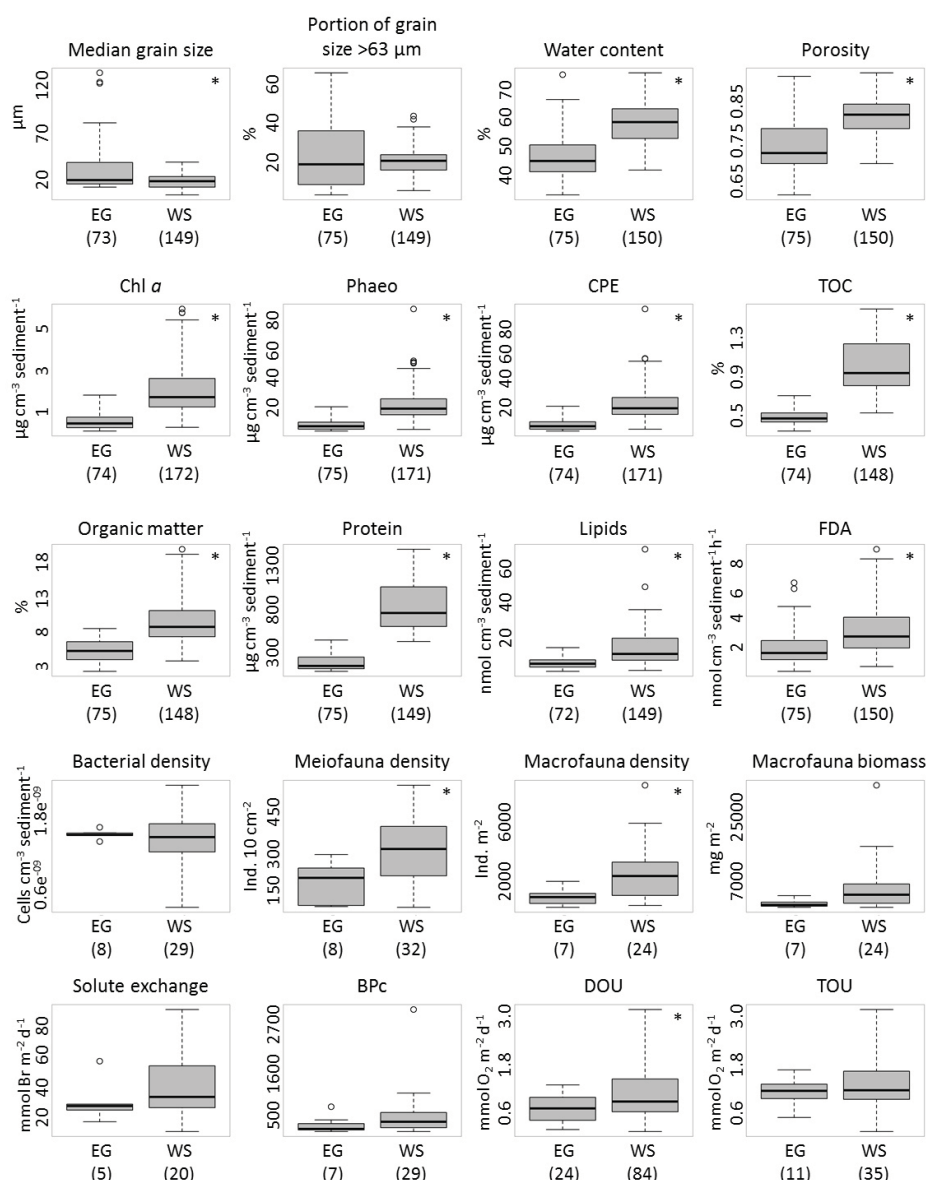 Median grain size
Portion of grain
size >63 µm
Water content
Porosity
µm
20 70 120
*
%
20 40 60
%
40 50 60 70
*
0.65 0.75 0.85
*
EG WS
(73) (149)
EG WS
(75) (149)
EG WS
(75) (150)
EG WS
(75) (150)
Chl a
Phaeo
CPE
TOC
µg cm⁻³ sediment⁻¹
1 3 5
*
µg cm⁻³ sediment⁻¹
20 40 60 80
*
µg cm⁻³ sediment⁻¹
20 40 60 80
*
%
0.5 0.9 1.3
*
EG WS
(74) (172)
EG WS
(75) (171)
EG WS
(74) (171)
EG WS
(74) (148)
Organic matter
Protein
Lipids
FDA
%
3 8 13 18
*
µg cm⁻³ sediment⁻¹
300 800 1300
*
nmol cm⁻³ sediment⁻¹
20 40 60
*
nmol cm⁻³ sediment⁻¹h⁻¹
2 4 6 8
*
EG WS
(75) (148)
EG WS
(75) (149)
EG WS
(72) (149)
EG WS
(75) (150)
Bacterial density
Meiofauna density
Macrofauna density
Macrofauna biomass
Cells cm⁻³ sediment⁻¹
0.6e⁻⁰⁹ 1.8e⁻⁰⁹
Ind. 10 cm⁻²
150 300 450
*
Ind. m⁻²
2000 6000
*
mg m⁻²
7000 25000
EG WS
(8) (29)
EG WS
(8) (32)
EG WS
(7) (24)
EG WS
(7) (24)
Solute exchange
BPc
DOU
TOU
mmol Br m⁻² d⁻¹
20 40 60 80
500 1600 2700
mmol O₂ m⁻² d⁻¹
0.6 1.8 3.0
*
mmol O₂ m⁻² d⁻¹
0.6 1.8 3.0
EG WS
(5) (20)
EG WS
(7) (29)
EG WS
(24) (84)
EG WS
(11) (35)